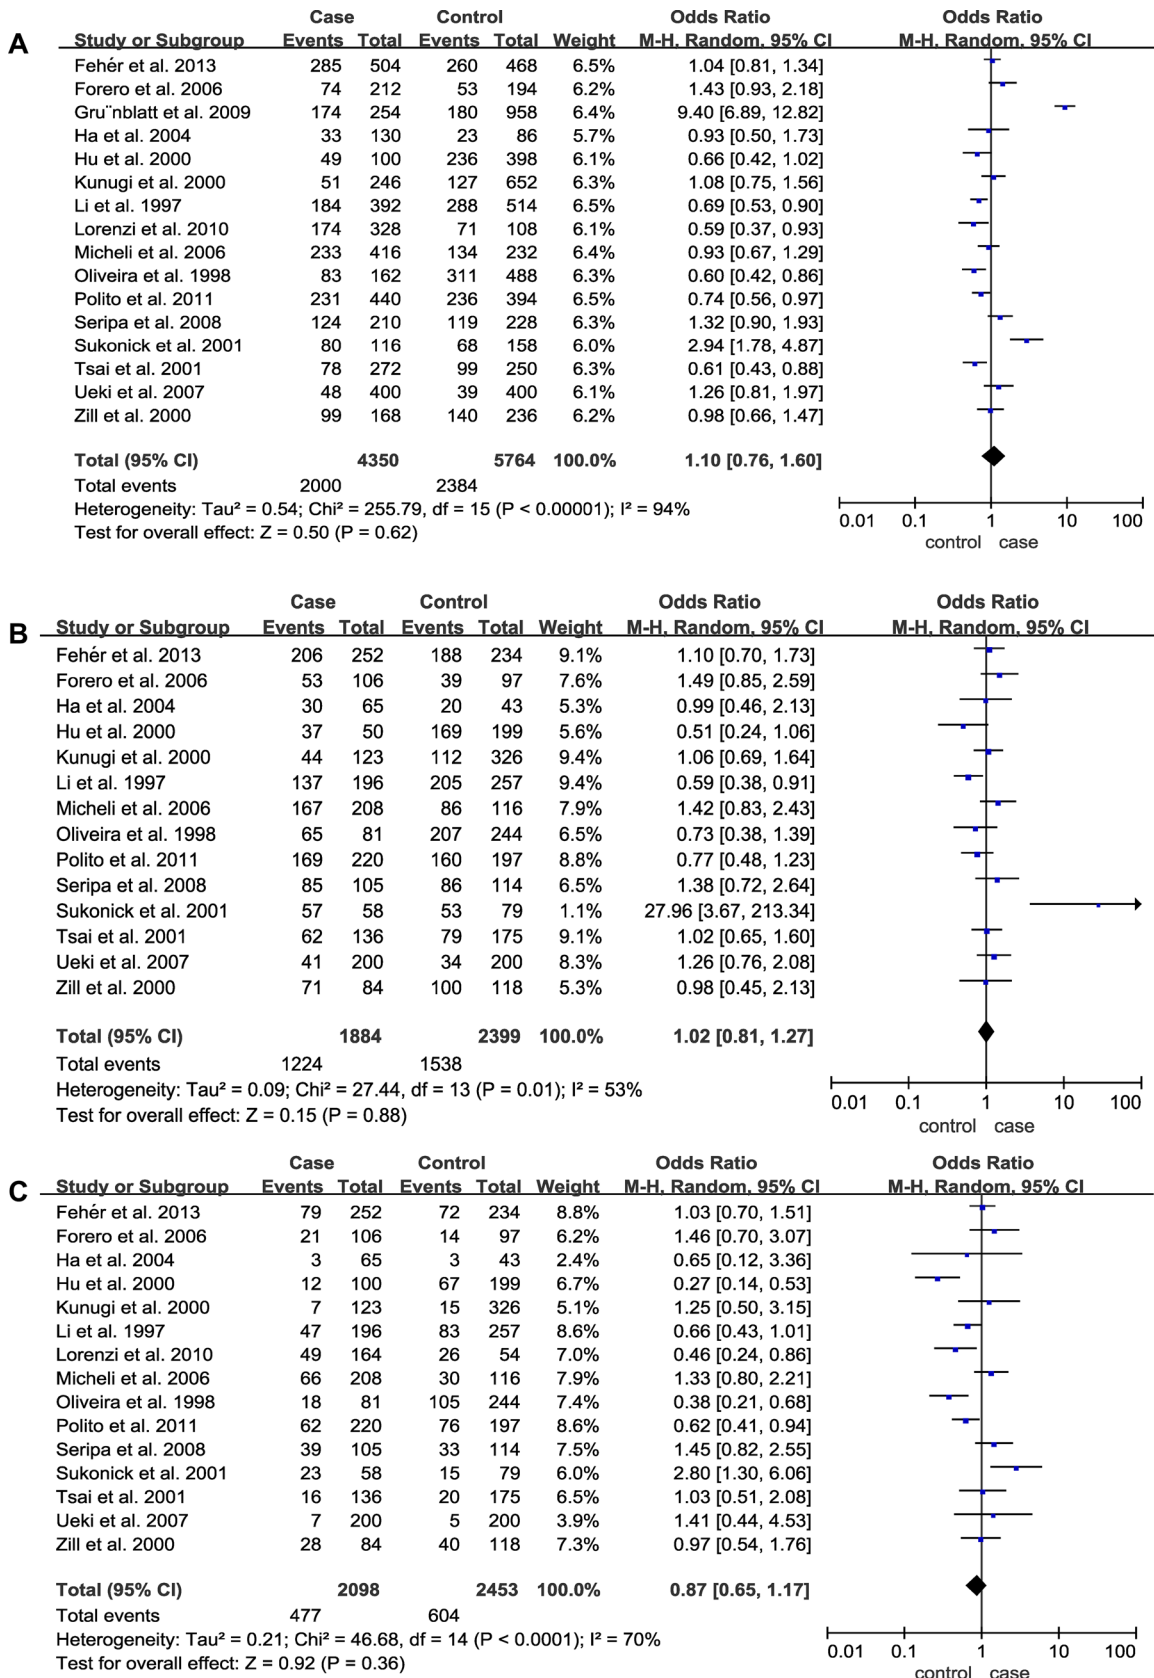 Case Control Odds Ratio Odds Ratio
A Study or Subgroup Events Total Events Total Weight M-H, Random, 95% CI M-H, Random, 95% CI
Fehér et al. 2013 285 504 260 468 6.5% 1.04 [0.81, 1.34]
Forero et al. 2006 74 212 53 194 6.2% 1.43 [0.93, 2.18]
Gru¨nblatt et al. 2009 174 254 180 958 6.4% 9.40 [6.89, 12.82]
Ha et al. 2004 33 130 23 86 5.7% 0.93 [0.50, 1.73]
Hu et al. 2000 49 100 236 398 6.1% 0.66 [0.42, 1.02]
Kunugi et al. 2000 51 246 127 652 6.3% 1.08 [0.75, 1.56]
Li et al. 1997 184 392 288 514 6.5% 0.69 [0.53, 0.90]
Lorenzi et al. 2010 174 328 71 108 6.1% 0.59 [0.37, 0.93]
Micheli et al. 2006 233 416 134 232 6.4% 0.93 [0.67, 1.29]
Oliveira et al. 1998 83 162 311 488 6.3% 0.60 [0.42, 0.86]
Polito et al. 2011 231 440 236 394 6.5% 0.74 [0.56, 0.97]
Seripa et al. 2008 124 210 119 228 6.3% 1.32 [0.90, 1.93]
Sukonick et al. 2001 80 116 68 158 6.0% 2.94 [1.78, 4.87]
Tsai et al. 2001 78 272 99 250 6.3% 0.61 [0.43, 0.88]
Ueki et al. 2007 48 400 39 400 6.1% 1.26 [0.81, 1.97]
Zill et al. 2000 99 168 140 236 6.2% 0.98 [0.66, 1.47]
Total (95% CI) 4350 5764 100.0% 1.10 [0.76, 1.60]
Total events 2000 2384
Heterogeneity: Tau² = 0.54; Chi² = 255.79, df = 15 (P < 0.00001); I² = 94%
Test for overall effect: Z = 0.50 (P = 0.62)
0.01 0.1 1 10 100
control case
Case Control Odds Ratio Odds Ratio
B Study or Subgroup Events Total Events Total Weight M-H, Random, 95% CI M-H, Random, 95% CI
Fehér et al. 2013 206 252 188 234 9.1% 1.10 [0.70, 1.73]
Forero et al. 2006 53 106 39 97 7.6% 1.49 [0.85, 2.59]
Ha et al. 2004 30 65 20 43 5.3% 0.99 [0.46, 2.13]
Hu et al. 2000 37 50 169 199 5.6% 0.51 [0.24, 1.06]
Kunugi et al. 2000 44 123 112 326 9.4% 1.06 [0.69, 1.64]
Li et al. 1997 137 196 205 257 9.4% 0.59 [0.38, 0.91]
Micheli et al. 2006 167 208 86 116 7.9% 1.42 [0.83, 2.43]
Oliveira et al. 1998 65 81 207 244 6.5% 0.73 [0.38, 1.39]
Polito et al. 2011 169 220 160 197 8.8% 0.77 [0.48, 1.23]
Seripa et al. 2008 85 105 86 114 6.5% 1.38 [0.72, 2.64]
Sukonick et al. 2001 57 58 53 79 1.1% 27.96 [3.67, 213.34]
Tsai et al. 2001 62 136 79 175 9.1% 1.02 [0.65, 1.60]
Ueki et al. 2007 41 200 34 200 8.3% 1.26 [0.76, 2.08]
Zill et al. 2000 71 84 100 118 5.3% 0.98 [0.45, 2.13]
Total (95% CI) 1884 2399 100.0% 1.02 [0.81, 1.27]
Total events 1224 1538
Heterogeneity: Tau² = 0.09; Chi² = 27.44, df = 13 (P = 0.01); I² = 53%
Test for overall effect: Z = 0.15 (P = 0.88)
0.01 0.1 1 10 100
control case
Case Control Odds Ratio Odds Ratio
C Study or Subgroup Events Total Events Total Weight M-H, Random, 95% CI M-H, Random, 95% CI
Fehér et al. 2013 79 252 72 234 8.8% 1.03 [0.70, 1.51]
Forero et al. 2006 21 106 14 97 6.2% 1.46 [0.70, 3.07]
Ha et al. 2004 3 65 3 43 2.4% 0.65 [0.12, 3.36]
Hu et al. 2000 12 100 67 199 6.7% 0.27 [0.14, 0.53]
Kunugi et al. 2000 7 123 15 326 5.1% 1.25 [0.50, 3.15]
Li et al. 1997 47 196 83 257 8.6% 0.66 [0.43, 1.01]
Lorenzi et al. 2010 49 164 26 54 7.0% 0.46 [0.24, 0.86]
Micheli et al. 2006 66 208 30 116 7.9% 1.33 [0.80, 2.21]
Oliveira et al. 1998 18 81 105 244 7.4% 0.38 [0.21, 0.68]
Polito et al. 2011 62 220 76 197 8.6% 0.62 [0.41, 0.94]
Seripa et al. 2008 39 105 33 114 7.5% 1.45 [0.82, 2.55]
Sukonick et al. 2001 23 58 15 79 6.0% 2.80 [1.30, 6.06]
Tsai et al. 2001 16 136 20 175 6.5% 1.03 [0.51, 2.08]
Ueki et al. 2007 7 200 5 200 3.9% 1.41 [0.44, 4.53]
Zill et al. 2000 28 84 40 118 7.3% 0.97 [0.54, 1.76]
Total (95% CI) 2098 2453 100.0% 0.87 [0.65, 1.17]
Total events 477 604
Heterogeneity: Tau² = 0.21; Chi² = 46.68, df = 14 (P < 0.0001); I² = 70%
Test for overall effect: Z = 0.92 (P = 0.36)
0.01 0.1 1 10 100
control case